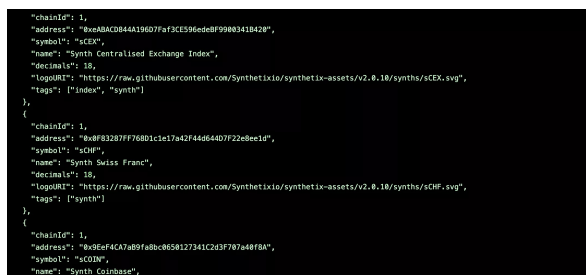 "chainId": 1,
"address": "0xeABACD844A196D7Faf3CE596edeBF9900341B420",
"symbol": "sCEX",
"name": "Synth Centralised Exchange Index",
"decimals": 18,
"logoURI": "https://raw.githubusercontent.com/Synthetixio/synthetix-assets/v2.0.10/synths/sCEX.svg",
"tags": ["index", "synth"]
},
{
"chainId": 1,
"address": "0x0F83287FF768D1c1e17a42F44d644D7F22e8ee1d",
"symbol": "sCHF",
"name": "Synth Swiss Franc",
"decimals": 18,
"logoURI": "https://raw.githubusercontent.com/Synthetixio/synthetix-assets/v2.0.10/synths/sCHF.svg",
"tags": ["synth"]
},
{
"chainId": 1,
"address": "0x9EeF4CA7aB9fa8bc0650127341C2d3F707a40f8A",
"symbol": "sCOIN",
"name": "Synth Coinbase",